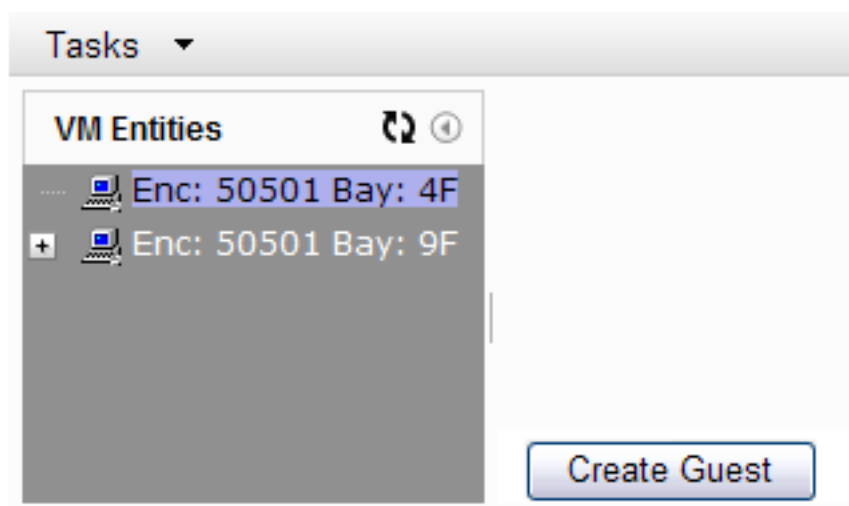 Tasks
VM Entities
Enc: 50501 Bay: 4F
Enc: 50501 Bay: 9F
Create Guest